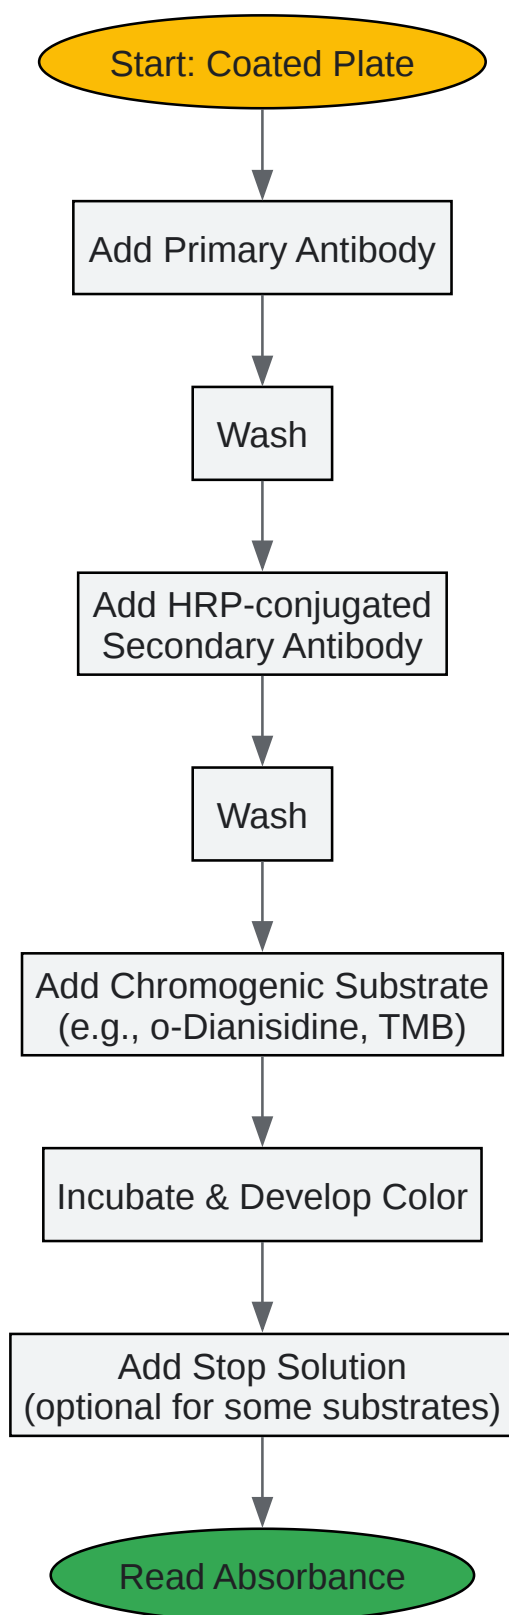 Start: Coated Plate
Add Primary Antibody
Wash
Add HRP-conjugated
Secondary Antibody
Wash
Add Chromogenic Substrate
(e.g., o-Dianisidine, TMB)
Incubate & Develop Color
Add Stop Solution
(optional for some substrates)
Read Absorbance